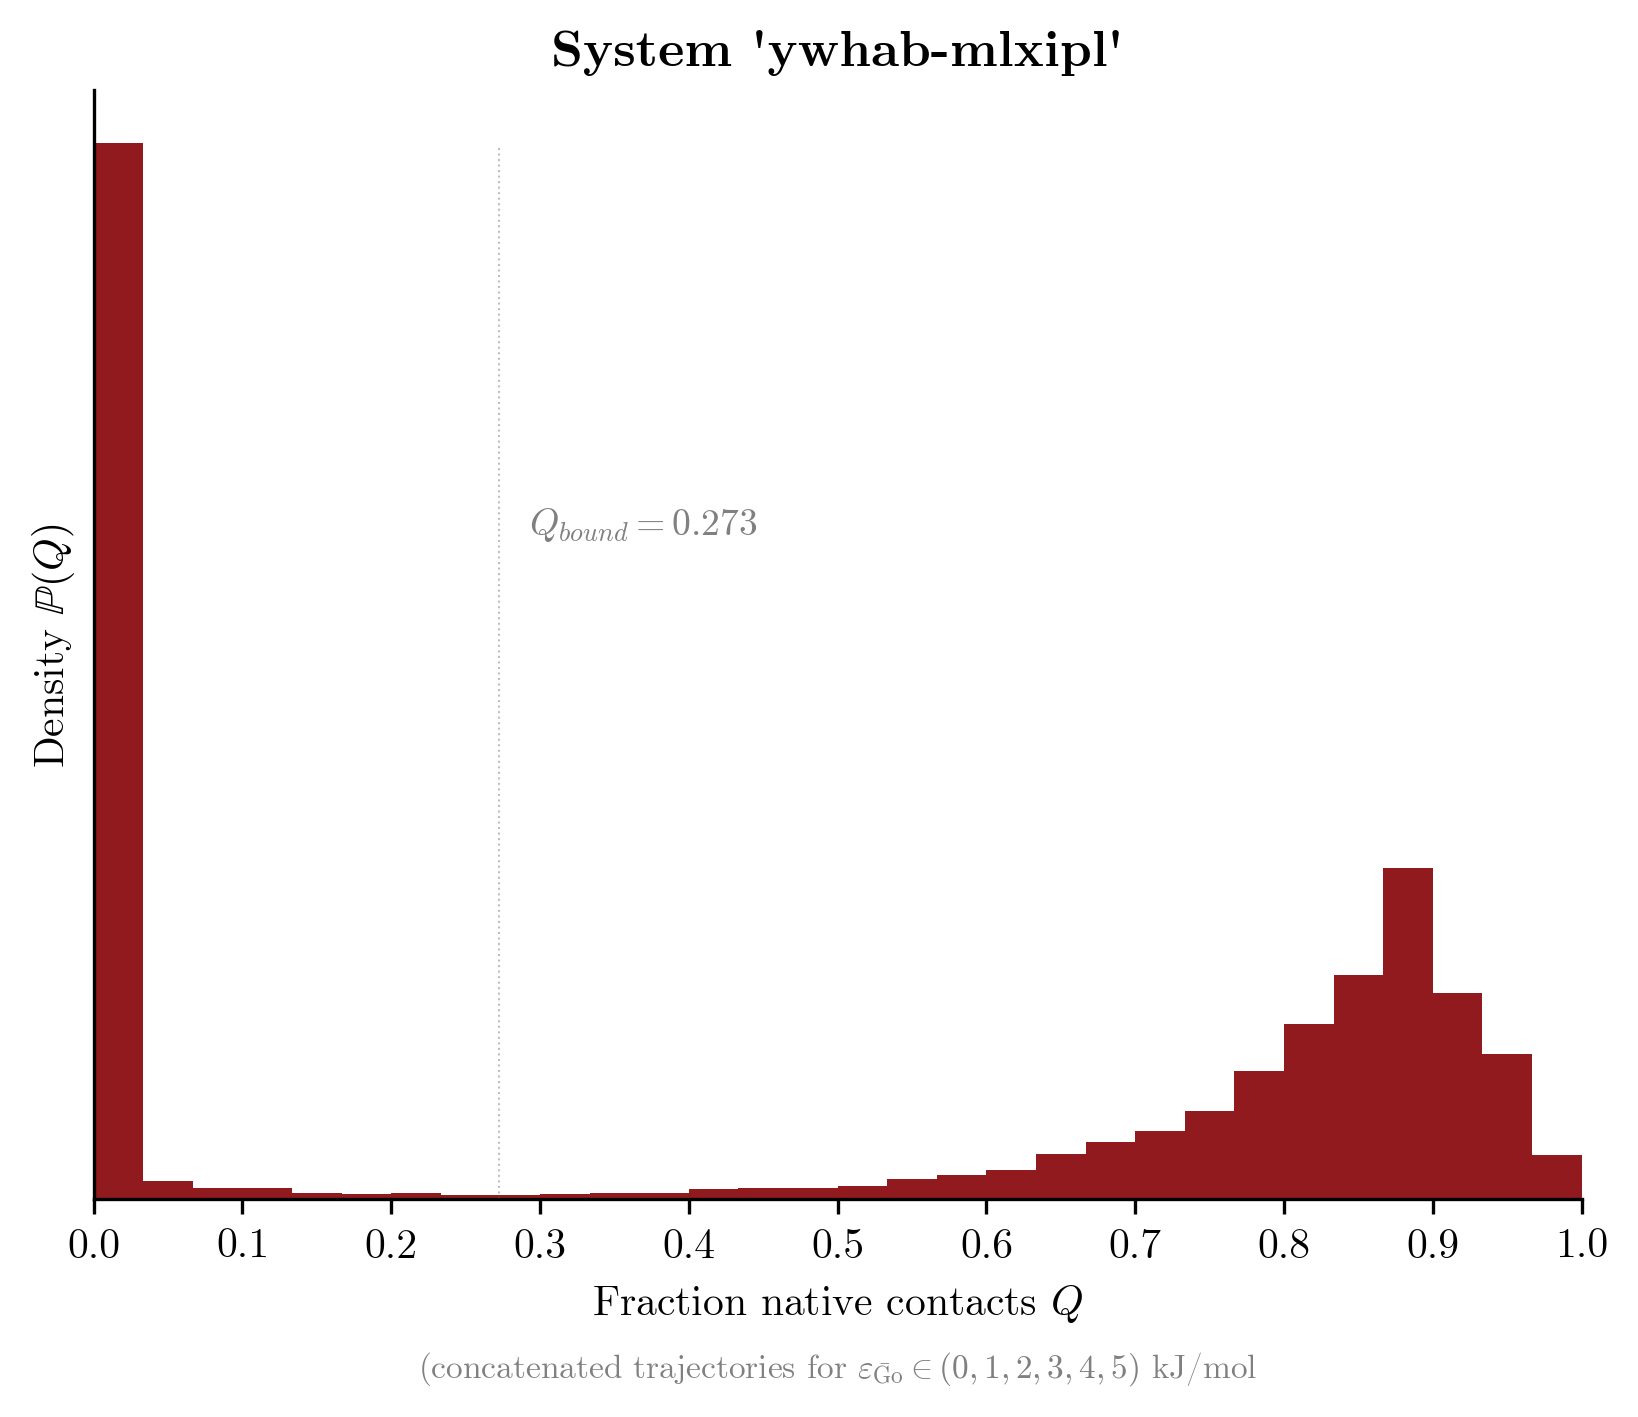 System 'ywhab-mlxipl'
Density ℙ(Q)
Q_bound = 0.273
0.0 0.1 0.2 0.3 0.4 0.5 0.6 0.7 0.8 0.9 1.0
Fraction native contacts Q
(concatenated trajectories for ε_Ḡo ∈ (0, 1, 2, 3, 4, 5) kJ/mol